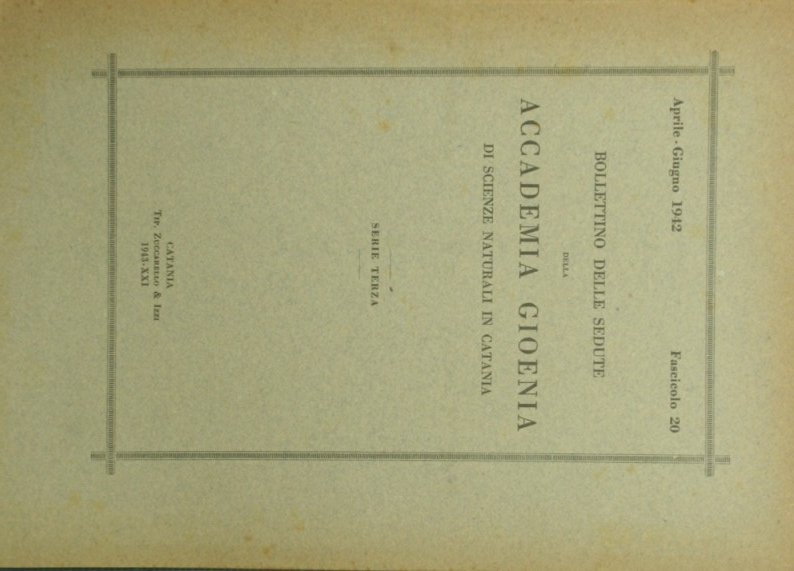 Aprile - Giugno 1942 Fascicolo 20
BOLLETTINO DELLE SEDUTE
DELLA
ACCADEMIA GIOENIA
DI SCIENZE NATURALI IN CATANIA
SERIE TERZA
CATANIA
TIP. ZUCCARELLO & IZZI
1943-XXI